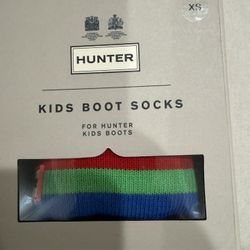 XS
HUNTER
KIDS BOOT SOCKS
FOR HUNTER
KIDS BOOTS